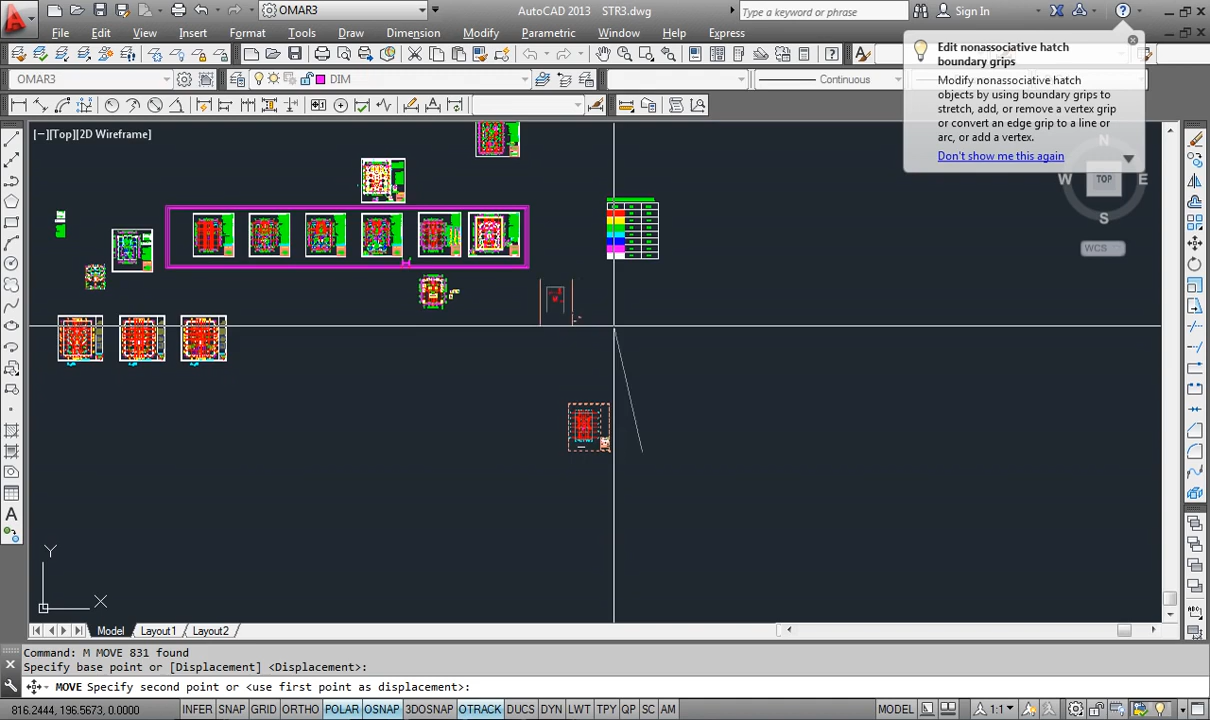 OMAR3
AutoCAD 2013 STR3.dwg
Type a keyword or phrase
Sign In
File Edit View Insert Format Tools Draw Dimension Modify Parametric Window Help Express
OMAR3
DIM
Continuous
[−][Top][2D Wireframe]
Edit nonassociative hatch
boundary grips
Modify nonassociative hatch
objects by using boundary grips to
stretch, add, or remove a vertex grip
or convert an edge grip to a line or
arc, or add a vertex.
Don't show me this again
N
W
TOP
E
S
WCS
Y
X
Model Layout1 Layout2
Command: M MOVE 831 found
Specify base point or [Displacement] <Displacement>:
MOVE Specify second point or <use first point as displacement>:
816.2444, 196.5673, 0.0000
INFER SNAP GRID ORTHO POLAR OSNAP 3DOSNAP OTRACK DUCS DYN LWT TPY QP SC AM
MODEL
1:1